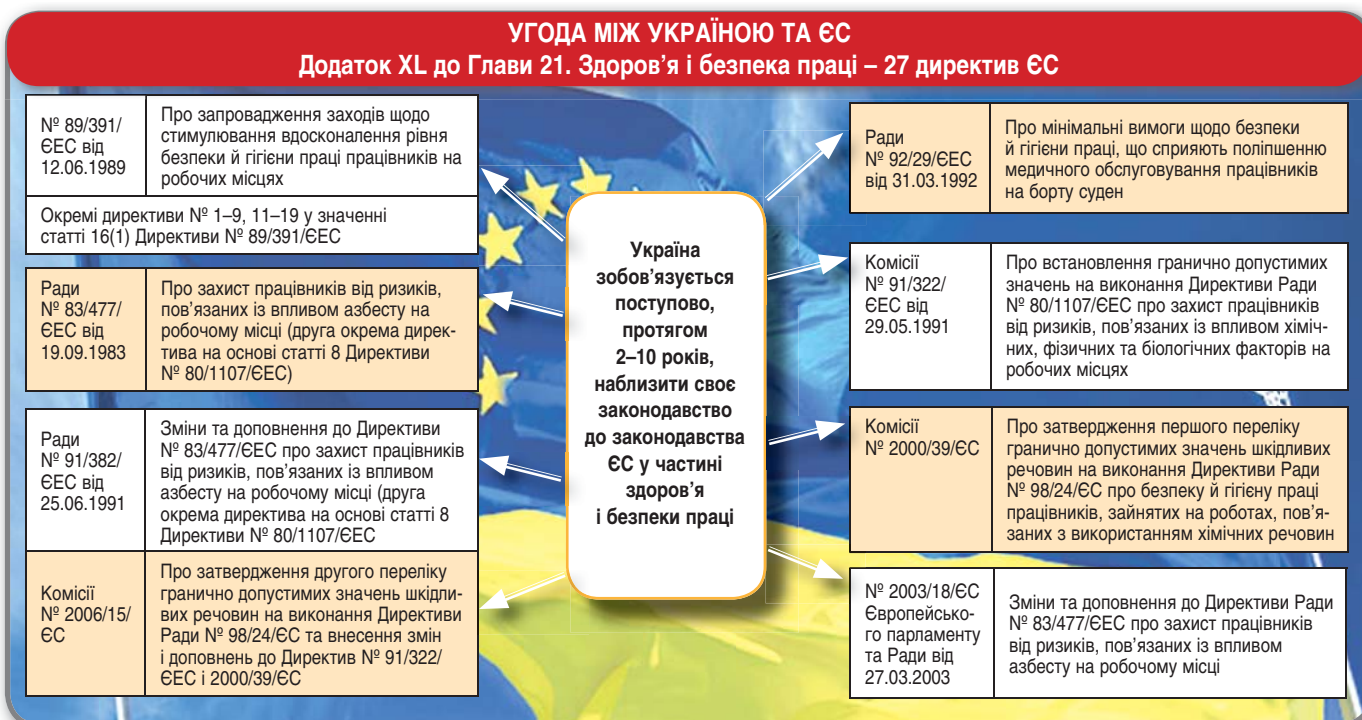 УГОДА МІЖ УКРАЇНОЮ ТА ЄС
Додаток XL до Глави 21. Здоров’я і безпека праці – 27 директив ЄС
№ 89/391/
ЄЕС від
12.06.1989
Про запровадження заходів щодо
стимулювання вдосконалення рівня
безпеки й гігієни праці працівників на
робочих місцях
Окремі директиви № 1–9, 11–19 у значенні
статті 16(1) Директиви № 89/391/ЄЕС
Ради
№ 83/477/
ЄЕС від
19.09.1983
Про захист працівників від ризиків,
пов’язаних із впливом азбесту на
робочому місці (друга окрема дирек-
тива на основі статті 8 Директиви
№ 80/1107/ЄЕС)
Ради
№ 91/382/
ЄЕС від
25.06.1991
Зміни та доповнення до Директиви
№ 83/477/ЄЕС про захист працівників
від ризиків, пов’язаних із впливом
азбесту на робочому місці (друга
окрема директива на основі статті 8
Директиви № 80/1107/ЄЕС
Комісії
№ 2006/15/
ЄС
Про затвердження другого переліку
гранично допустимих значень шкідли-
вих речовин на виконання Директиви
Ради № 98/24/ЄС та внесення змін
і доповнень до Директив № 91/322/
ЄЕС і 2000/39/ЄС
Україна
зобов’язується
поступово,
протягом
2–10 років,
наблизити своє
законодавство
до законодавства
ЄС у частині
здоров’я
і безпеки праці
Ради
№ 92/29/ЄЕС
від 31.03.1992
Про мінімальні вимоги щодо безпеки
й гігієни праці, що сприяють поліпшенню
медичного обслуговування працівників
на борту суден
Комісії
№ 91/322/
ЄЕС від
29.05.1991
Про встановлення гранично допустимих
значень на виконання Директиви Ради
№ 80/1107/ЄЕС про захист працівників
від ризиків, пов’язаних із впливом хіміч-
них, фізичних та біологічних факторів на
робочих місцях
Комісії
№ 2000/39/ЄС
Про затвердження першого переліку
гранично допустимих значень шкідливих
речовин на виконання Директиви Ради
№ 98/24/ЄС про безпеку й гігієну праці
працівників, зайнятих на роботах, пов’я-
заних з використанням хімічних речовин
№ 2003/18/ЄС
Європейсько-
го парламенту
та Ради від
27.03.2003
Зміни та доповнення до Директиви Ради
№ 83/477/ЄЕС про захист працівників
від ризиків, пов’язаних із впливом
азбесту на робочому місці